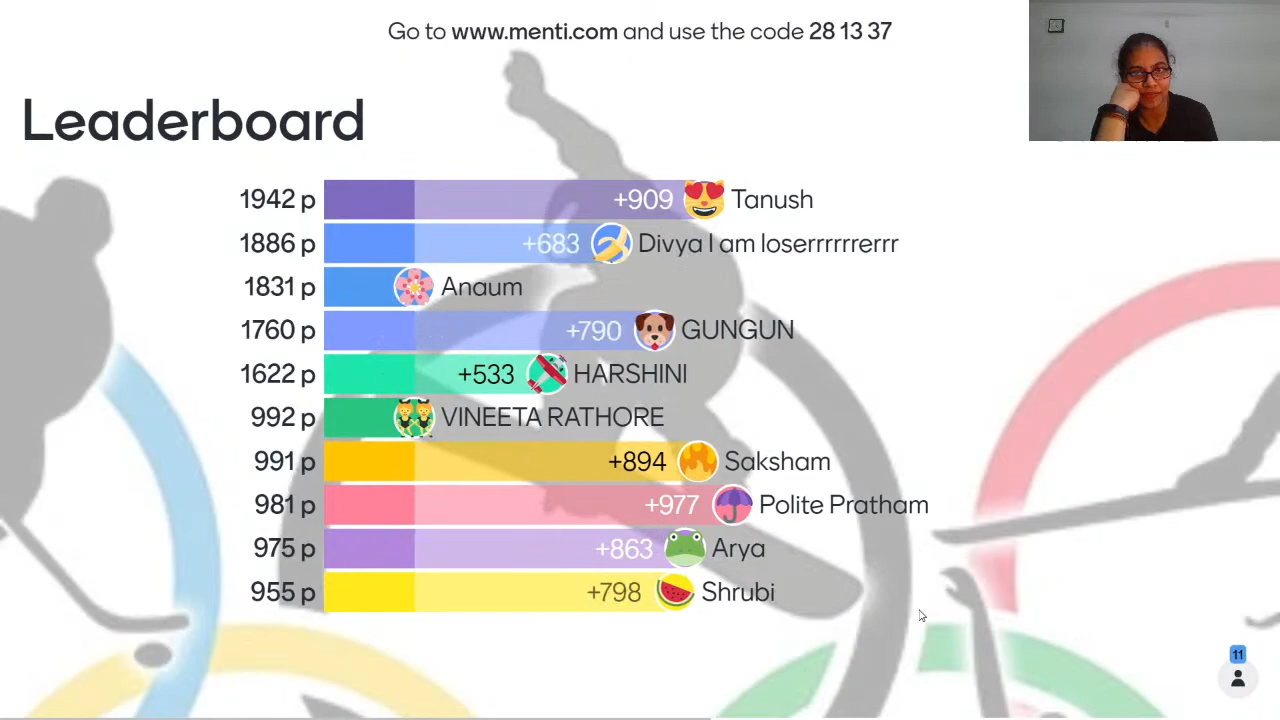 Go to www.menti.com and use the code 28 13 37
Leaderboard
1942 p +909 Tanush
1886 p +683 Divya I am loserrrrrrerrr
1831 p Anaum
1760 p +790 GUNGUN
1622 p +533 HARSHINI
992 p VINEETA RATHORE
991 p +894 Saksham
981 p +977 Polite Pratham
975 p +863 Arya
955 p +798 Shrubi
11